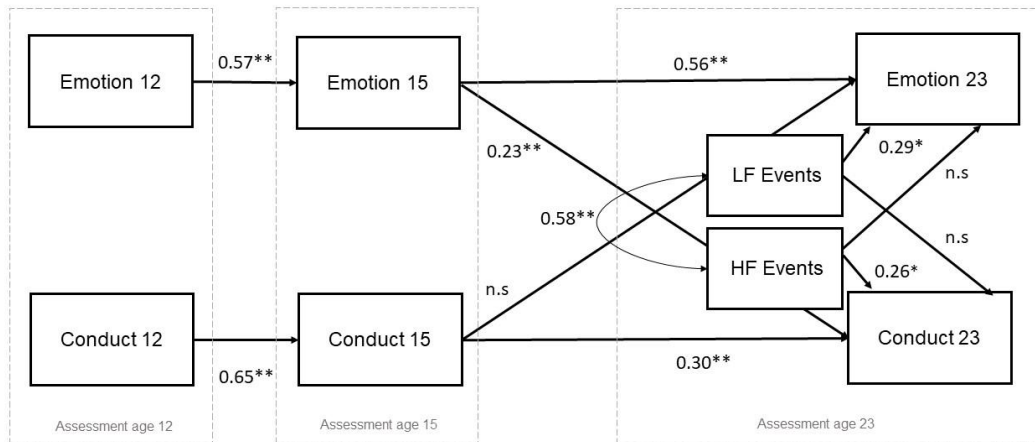 Emotion 12
0.57**
Emotion 15
0.56**
Emotion 23
0.23**
LF Events
0.29*
n.s
0.58**
HF Events
n.s
n.s
0.26*
Conduct 12
0.65**
Conduct 15
0.30**
Conduct 23
Assessment age 12
Assessment age 15
Assessment age 23